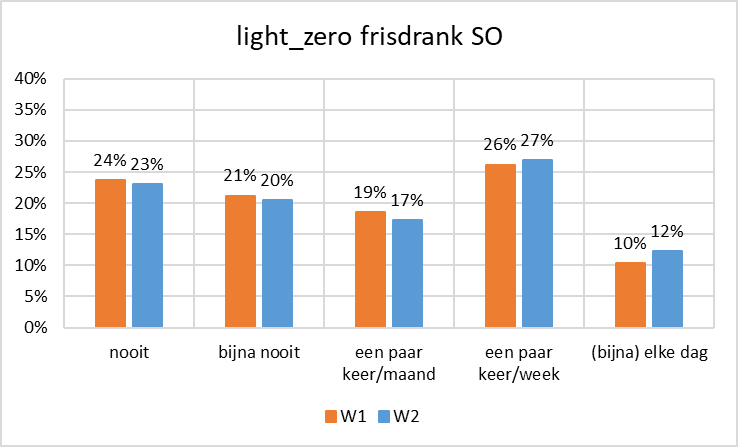 light_zero frisdrank SO
40%
35%
30%
25%
20%
15%
10%
5%
0%
24% 23%
21% 20%
19% 17%
26% 27%
10% 12%
nooit
bijna nooit
een paar
keer/maand
een paar
keer/week
(bijna) elke dag
W1 W2